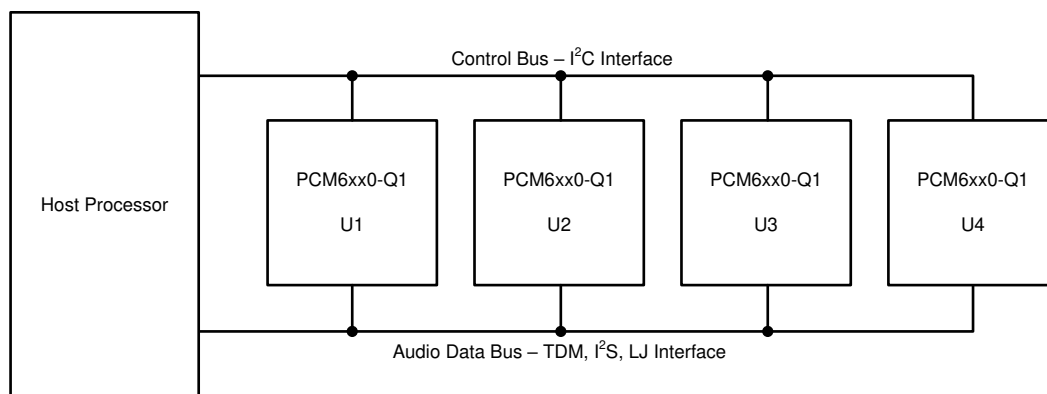 Control Bus – I²C Interface
Host Processor
PCM6xx0-Q1
U1
PCM6xx0-Q1
U2
PCM6xx0-Q1
U3
PCM6xx0-Q1
U4
Audio Data Bus – TDM, I²S, LJ Interface